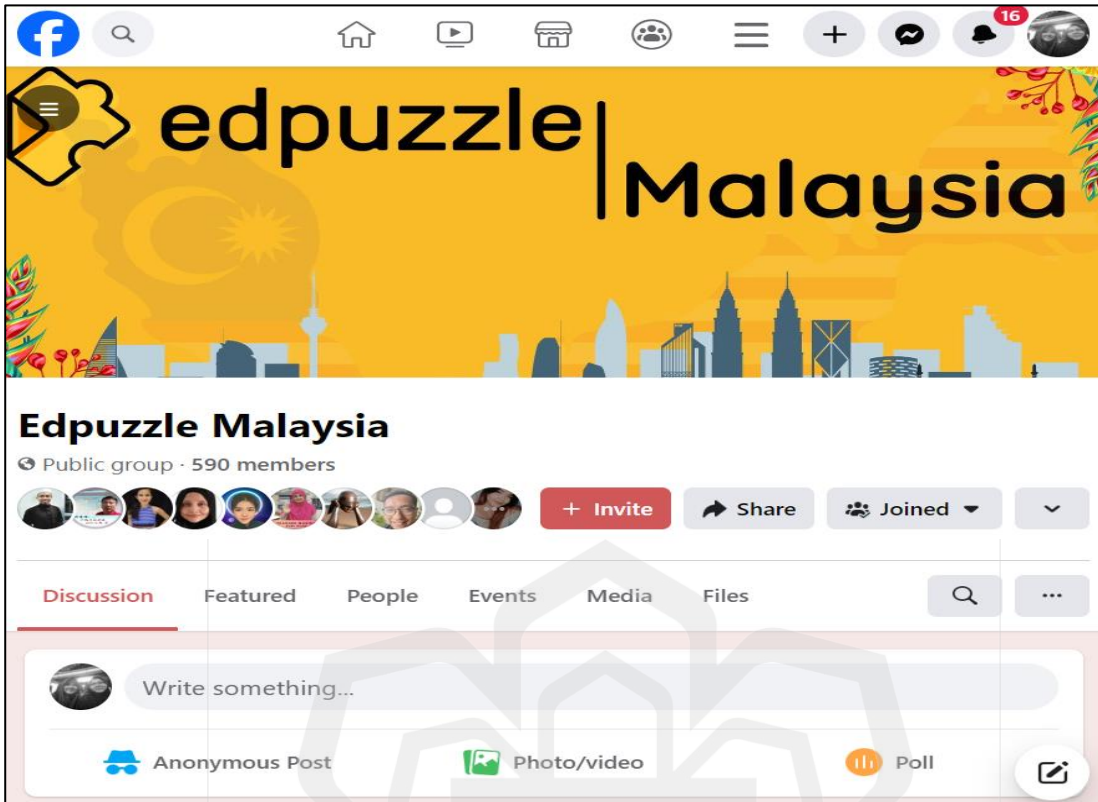 16
edpuzzle
Malaysia
Edpuzzle Malaysia
Public group · 590 members
+ Invite
Share
Joined
Discussion
Featured
People
Events
Media
Files
Write something...
Anonymous Post
Photo/video
Poll